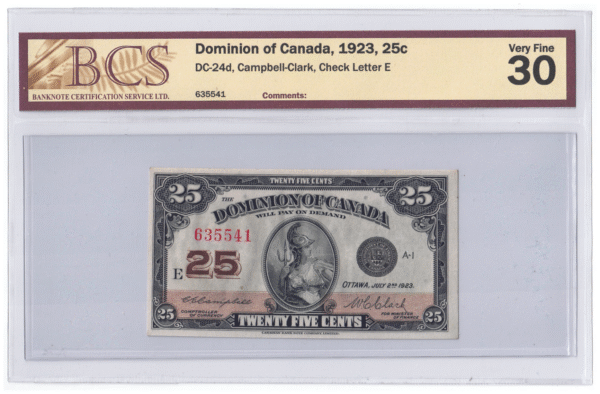 BCS
BANKNOTE CERTIFICATION SERVICE LTD.
Dominion of Canada, 1923, 25c
DC-24d, Campbell-Clark, Check Letter E
635541 Comments:
Very Fine
30
TWENTY FIVE CENTS
25 25
THE
DOMINION OF CANADA
WILL PAY ON DEMAND
635541
E 25
A-1
OTTAWA, JULY 2ND 1923.
Campbell
COMPTROLLER
OF CURRENCY
Clark
FOR MINISTER
OF FINANCE
25 TWENTY FIVE CENTS 25